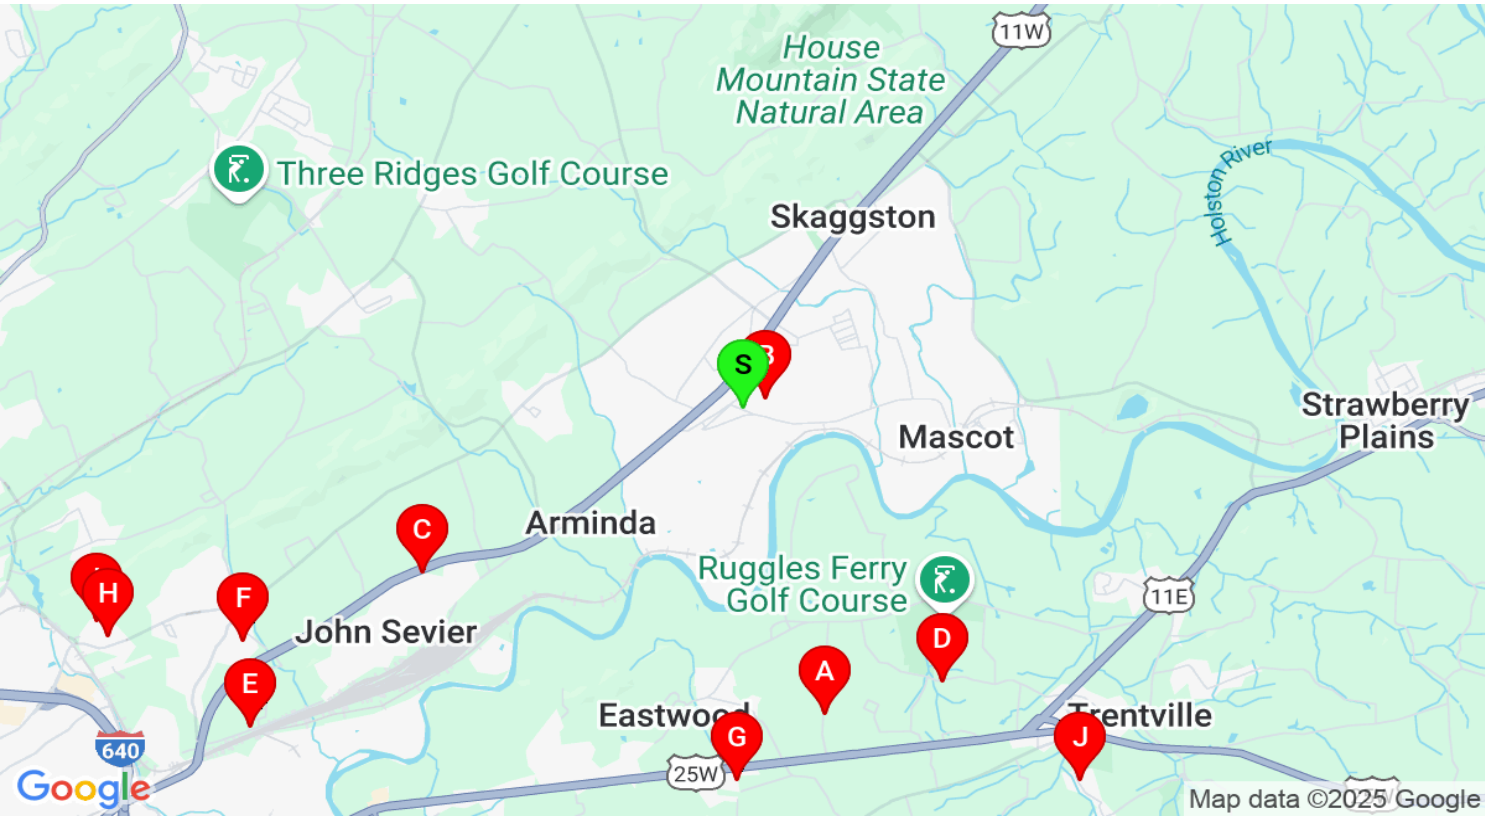 11W
House
Mountain State
Natural Area
Holston River
Three Ridges Golf Course
Skaggston
B
S
Strawberry
Plains
Mascot
C
Arminda
Ruggles Ferry
Golf Course
11E
H
F
John Sevier
D
E
A
Eastwood
Trentville
G
J
640
25W
Google
Map data ©2025 Google